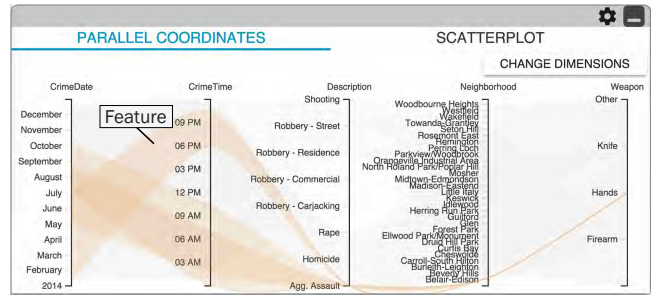 PARALLEL COORDINATES
SCATTERPLOT
CHANGE DIMENSIONS
CrimeDate
CrimeTime
Description
Neighborhood
Weapon
December
November
October
September
August
July
June
May
April
March
February
2014
Feature
09 PM
06 PM
03 PM
12 PM
09 AM
06 AM
03 AM
Shooting
Robbery - Street
Robbery - Residence
Robbery - Commercial
Robbery - Carjacking
Rape
Homicide
Agg. Assault
Woodbourne Heights
Westfield
Wakefield
Towanda-Grantley
Seton Hill
Rosemont East
Remington
Perring Loch
Parkview/Woodbrook
Orangeville Industrial Area
North Roland Park/Poplar Hill
Mosher
Midtown-Edmondson
Madison-Eastend
Little Italy
Keswick
Idlewood
Herring Run Park
Guilford
Glen
Forest Park
Ellwood Park/Monument
Druid Hill Park
Curtis Bay
Cheswolde
Carroll-South Hilton
Burleith-Leighton
Beverly Hills
Belair-Edison
Other
Knife
Hands
Firearm